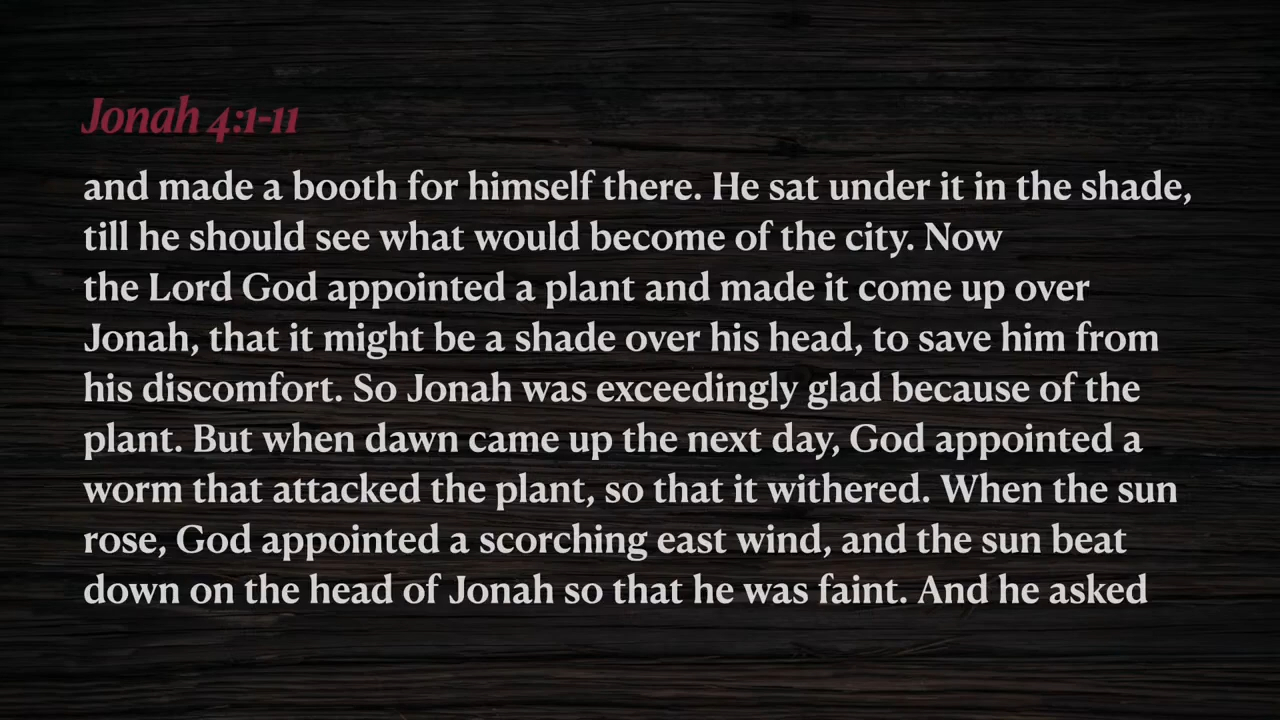 Jonah 4:1-11
and made a booth for himself there. He sat under it in the shade,
till he should see what would become of the city. Now
the Lord God appointed a plant and made it come up over
Jonah, that it might be a shade over his head, to save him from
his discomfort. So Jonah was exceedingly glad because of the
plant. But when dawn came up the next day, God appointed a
worm that attacked the plant, so that it withered. When the sun
rose, God appointed a scorching east wind, and the sun beat
down on the head of Jonah so that he was faint. And he asked